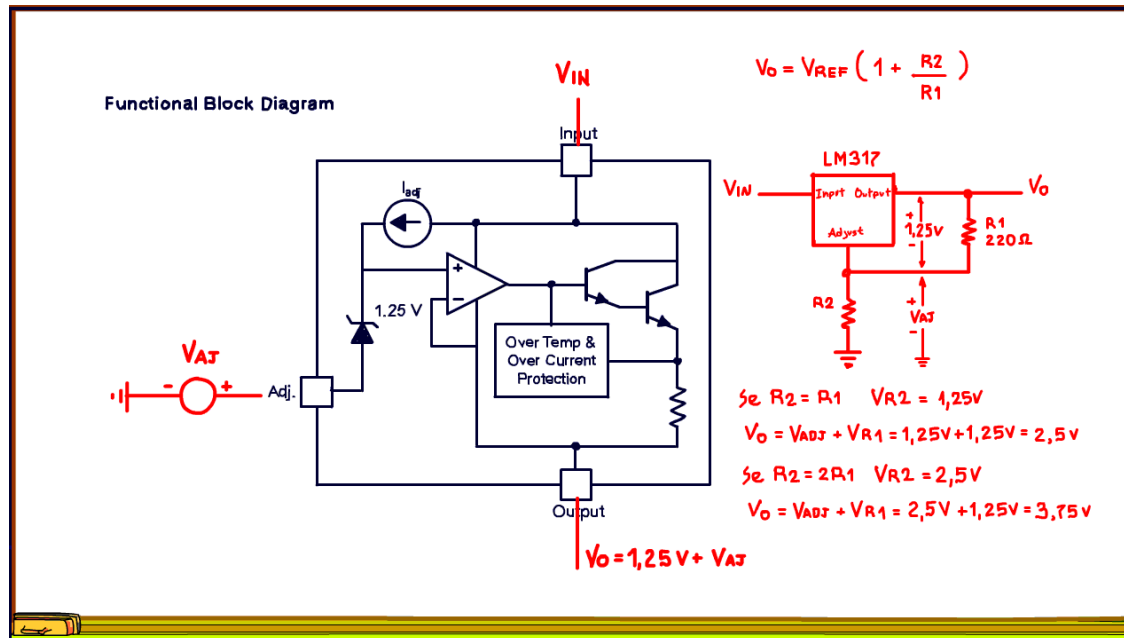 Functional Block Diagram
VIN
Input
Iadj
+
−
1.25 V
Over Temp &
Over Current
Protection
VAJ
- +
Adj.
Output
VO = 1,25V + VAJ
VO = VREF ( 1 + R2
R1 )
LM317
VIN
Input Output
Adjust
VO
+
1,25V
-
R1
220Ω
R2
+
VAJ
-
Se R2 = R1 VR2 = 1,25V
VO = VADJ + VR1 = 1,25V+1,25V = 2,5V
Se R2 = 2R1 VR2 = 2,5V
VO = VADJ + VR1 = 2,5V+1,25V = 3,75V